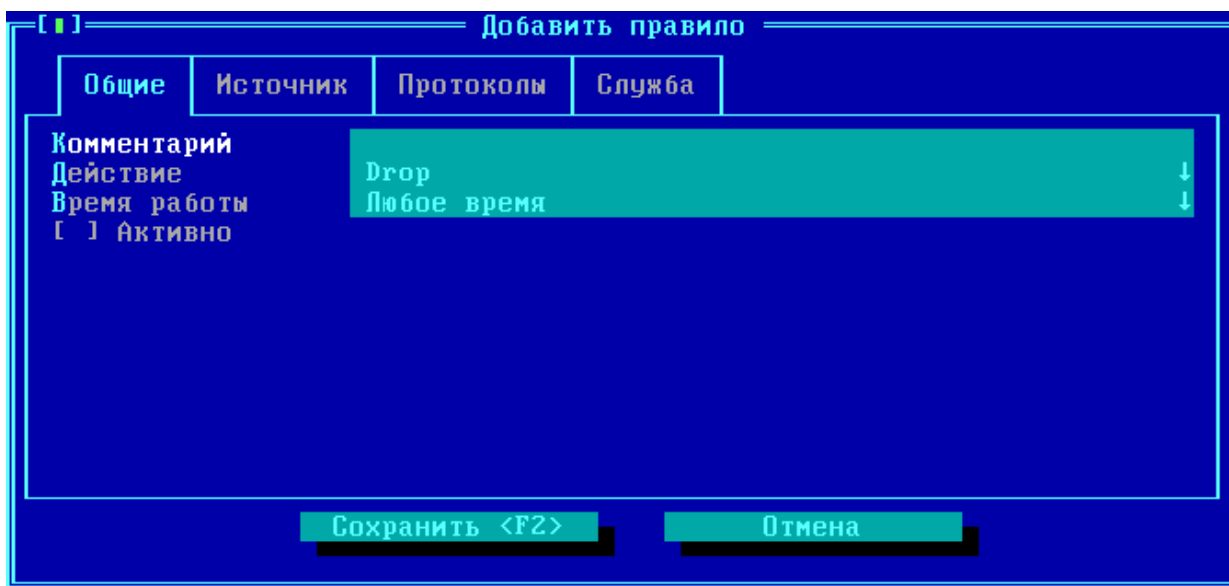 [▮] Добавить правило
Общие Источник Протоколы Служба
Комментарий
Действие Drop ↓
Время работы Любое время ↓
[ ] Активно
Сохранить <F2> Отмена